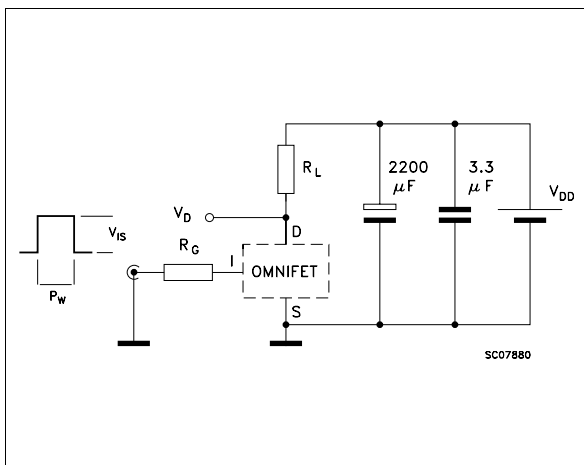 2200
μF
3.3
μF
R_L
V_DD
V_D
D
V_IS
R_G
I
OMNIFET
P_W
S
SC07880